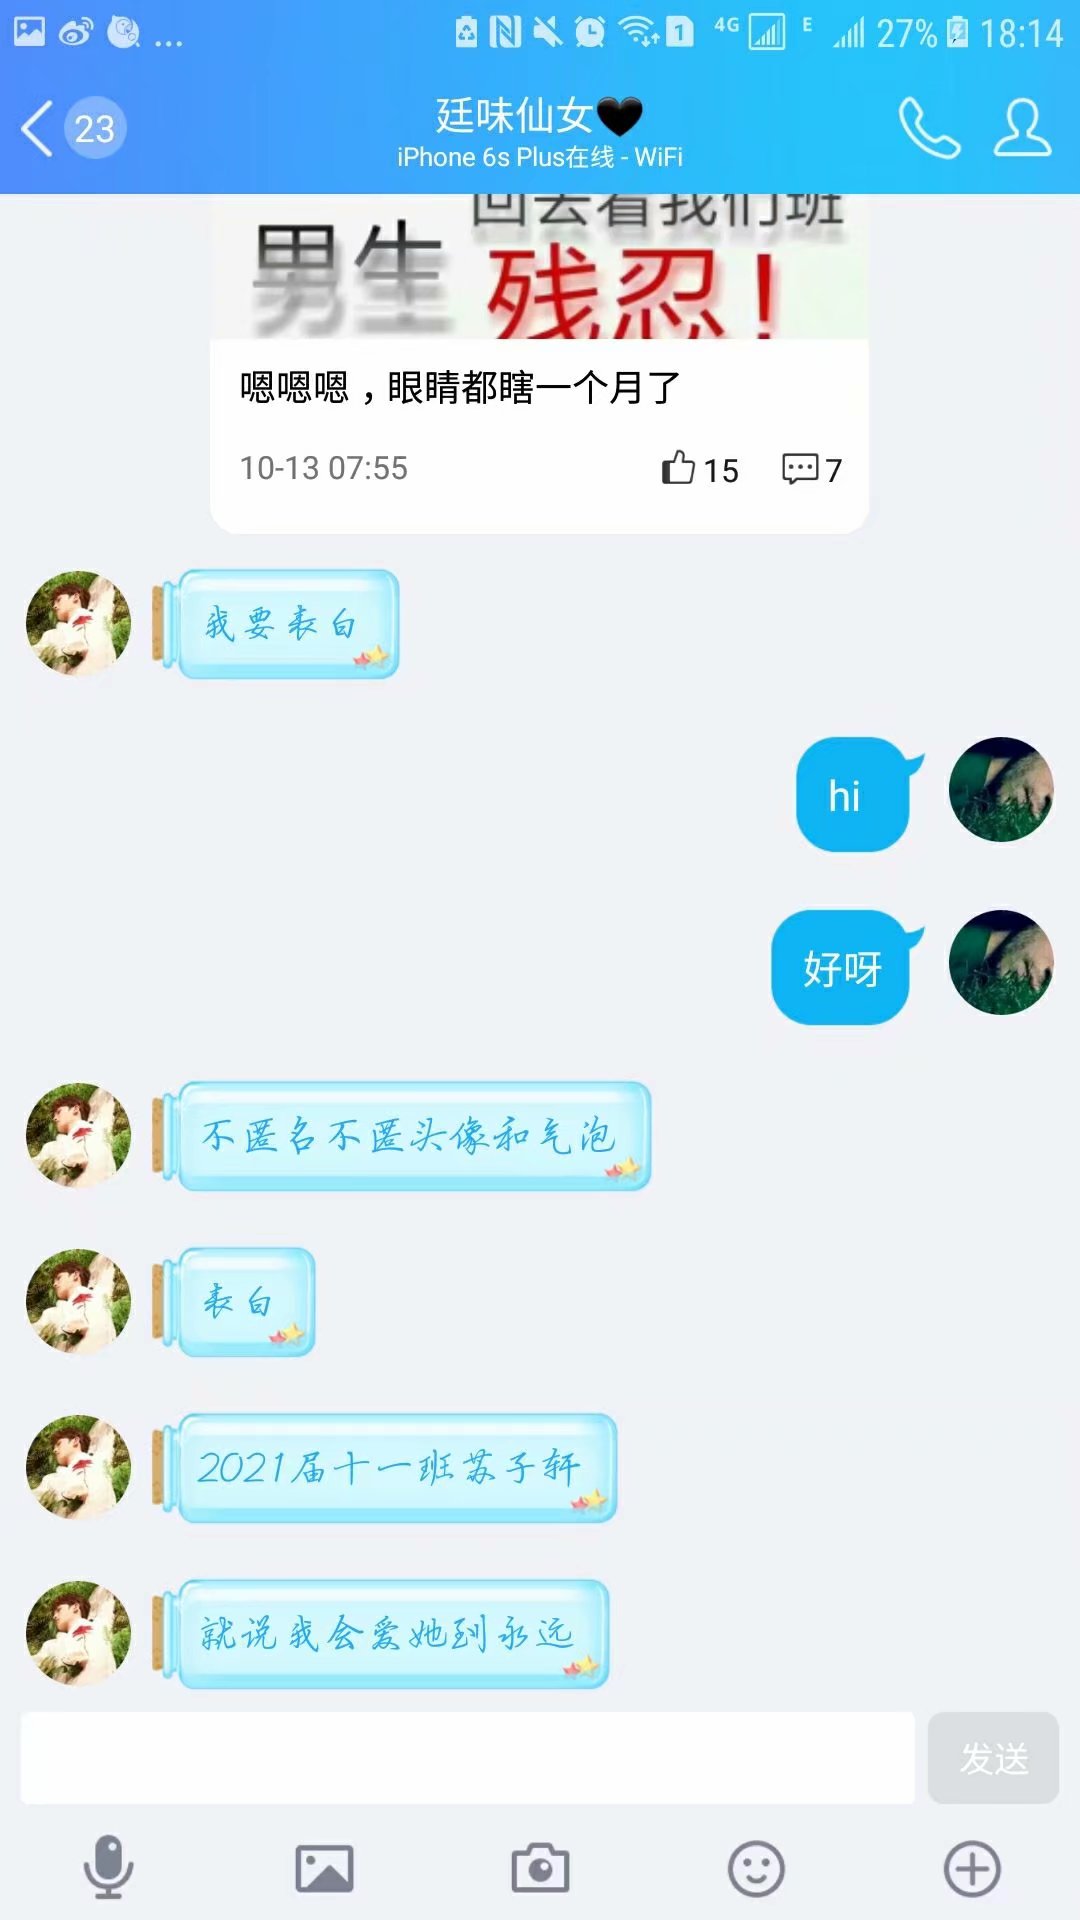 4G E 27% 18:14
23
廷味仙女🖤
iPhone 6s Plus在线 - WiFi
回去看我们班
男生 残忍！
嗯嗯嗯，眼睛都瞎一个月了
10-13 07:55 15 7
我要表白
hi
好呀
不匿名不匿头像和气泡
表白
2021届十一班苏子轩
就说我会爱她到永远
发送